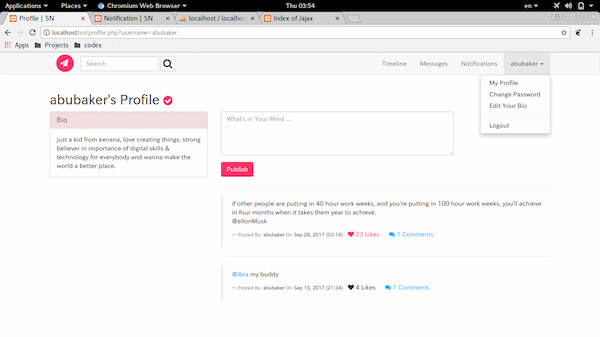 Applications Places Chromium Web Browser Thu 03:54 en
Profile | SN Notification | SN localhost / localhos Index of /ajax
localhost/sn/profile.php?username=abubaker
Apps Projects codex
Search Timeline Messages Notifications abubaker
My Profile
Change Password
Edit Your Bio
Logout
abubaker's Profile
Bio
just a kid from kenana, love creating things, strong
believer in importance of digital skills &
technology for everybody and wanna make the
world a better place.
What's in Your Mind ...
Publish
if other people are putting in 40 hour work weeks, and you're putting in 100 hour work weeks, you'll achieve
in four months when it takes them year to achieve.
@ellonMusk
— Posted By: abubaker On Sep 28, 2017 (03:18) 23 Likes 1 Comments
@ibra my buddy
— Posted By: abubaker On Sep 15, 2017 (21:34) 4 Likes 1 Comments